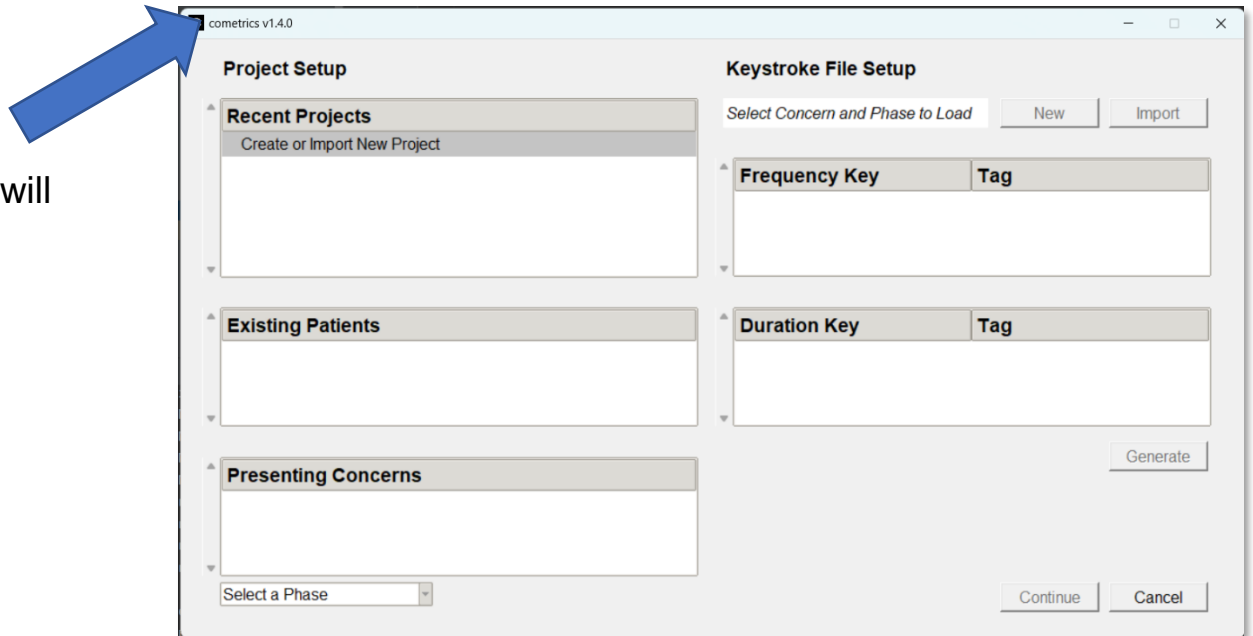 cometrics v1.4.0
will
Project Setup
Recent Projects
Create or Import New Project
Existing Patients
Presenting Concerns
Select a Phase
Keystroke File Setup
Select Concern and Phase to Load
New
Import
Frequency Key
Tag
Duration Key
Tag
Generate
Continue
Cancel